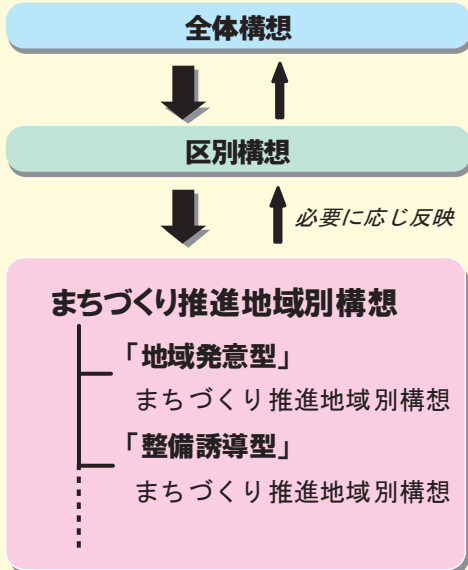 全体構想
区別構想
必要に応じ反映
まちづくり推進地域別構想
「地域発意型」
まちづくり推進地域別構想
「整備誘導型」
まちづくり推進地域別構想